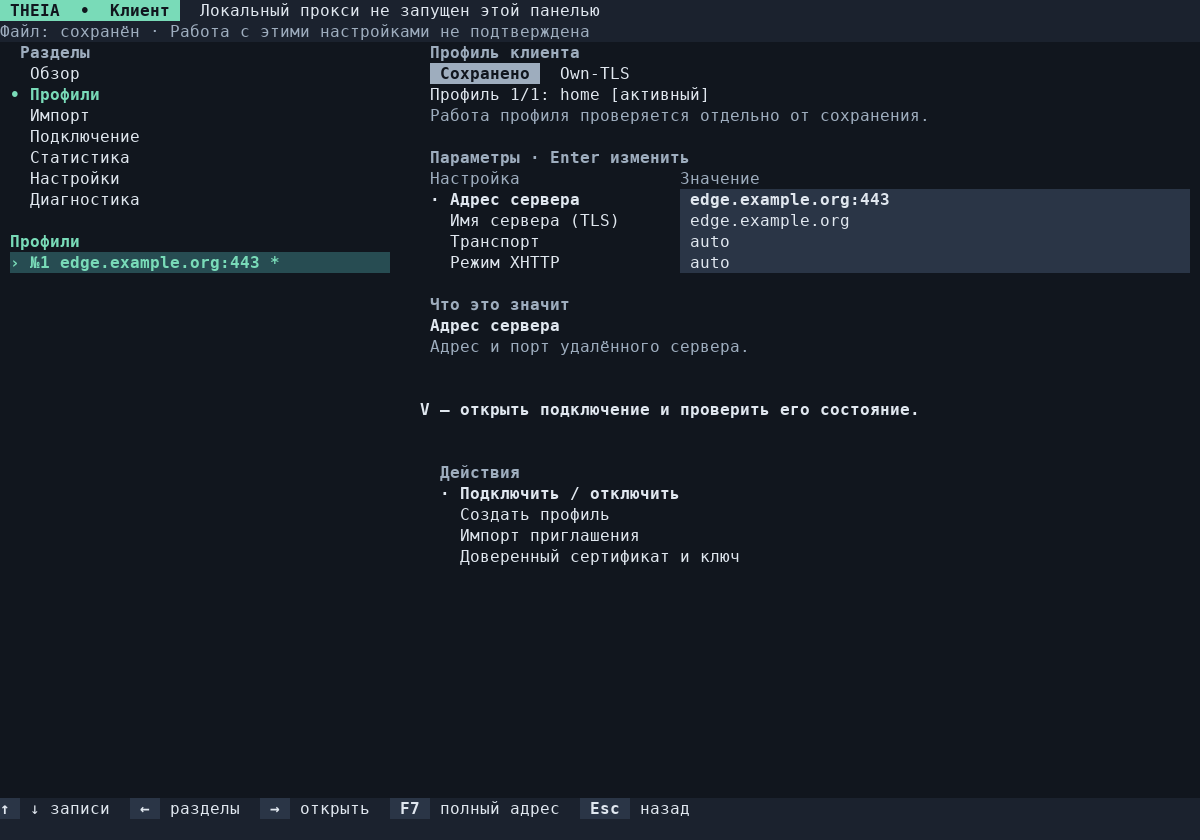 THEIA • Клиент Локальный прокси не запущен этой панелью
Файл: сохранён · Работа с этими настройками не подтверждена
Разделы
Обзор
• Профили
Импорт
Подключение
Статистика
Настройки
Диагностика
Профили
› №1 edge.example.org:443 *
Профиль клиента
Сохранено Own-TLS
Профиль 1/1: home [активный]
Работа профиля проверяется отдельно от сохранения.
Параметры · Enter изменить
Настройка Значение
· Адрес сервера edge.example.org:443
Имя сервера (TLS) edge.example.org
Транспорт auto
Режим XHTTP auto
Что это значит
Адрес сервера
Адрес и порт удалённого сервера.
V — открыть подключение и проверить его состояние.
Действия
· Подключить / отключить
Создать профиль
Импорт приглашения
Доверенный сертификат и ключ
↑ ↓ записи ← разделы → открыть F7 полный адрес Esc назад